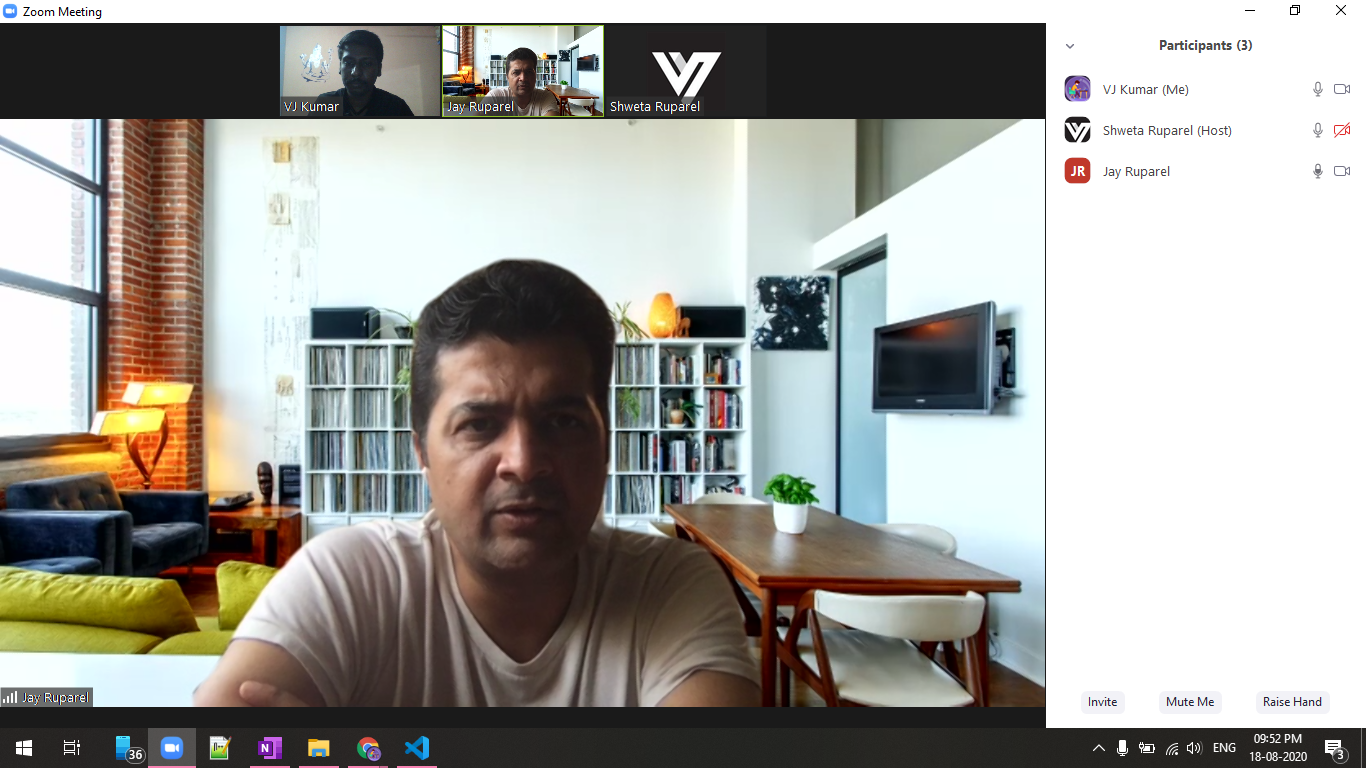 Zoom Meeting
VJ Kumar
Jay Ruparel
Shweta Ruparel
Participants (3)
VJ Kumar (Me)
Shweta Ruparel (Host)
JR Jay Ruparel
Jay Ruparel
Invite Mute Me Raise Hand
36
ENG
09:52 PM
18-08-2020
3